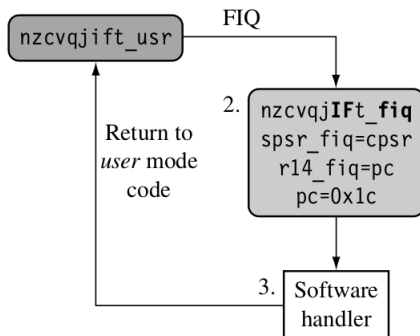 nzcvqjift_usr
FIQ
2.
nzcvqjIFt_fiq
spsr_fiq=cpsr
r14_fiq=pc
pc=0x1c
Return to
user mode
code
3.
Software
handler